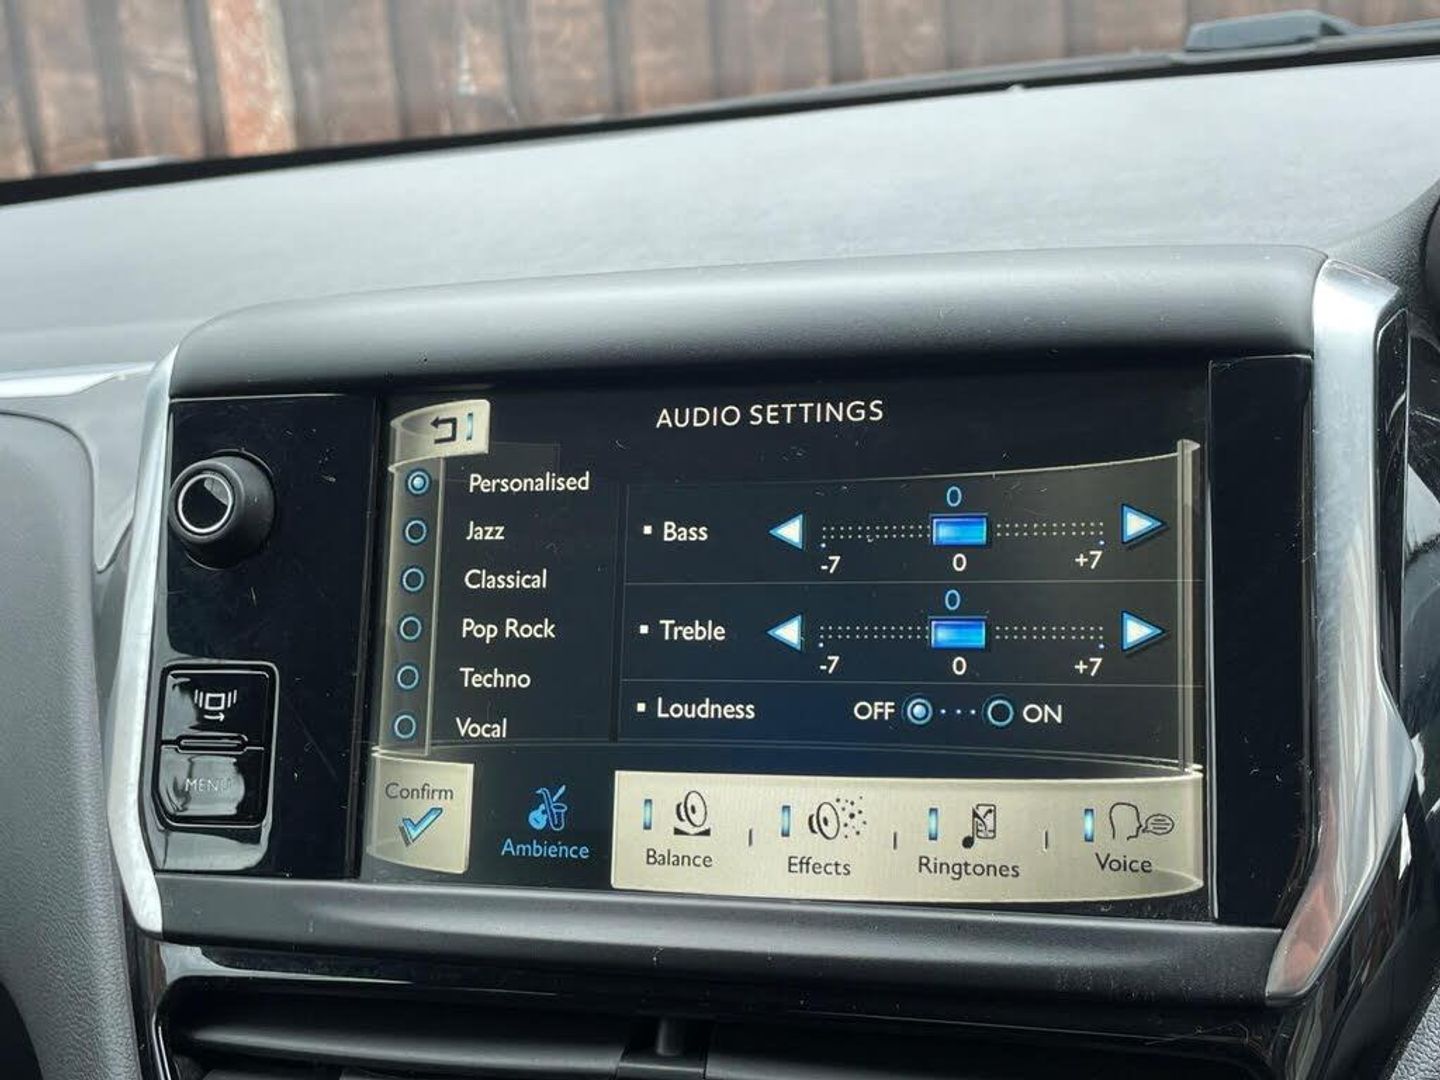 AUDIO SETTINGS
Personalised
Jazz
Classical
Pop Rock
Techno
Vocal
Bass
0
-7 0 +7
Treble
0
-7 0 +7
Loudness OFF ON
MENU
Confirm
Ambience
Balance
Effects
Ringtones
Voice